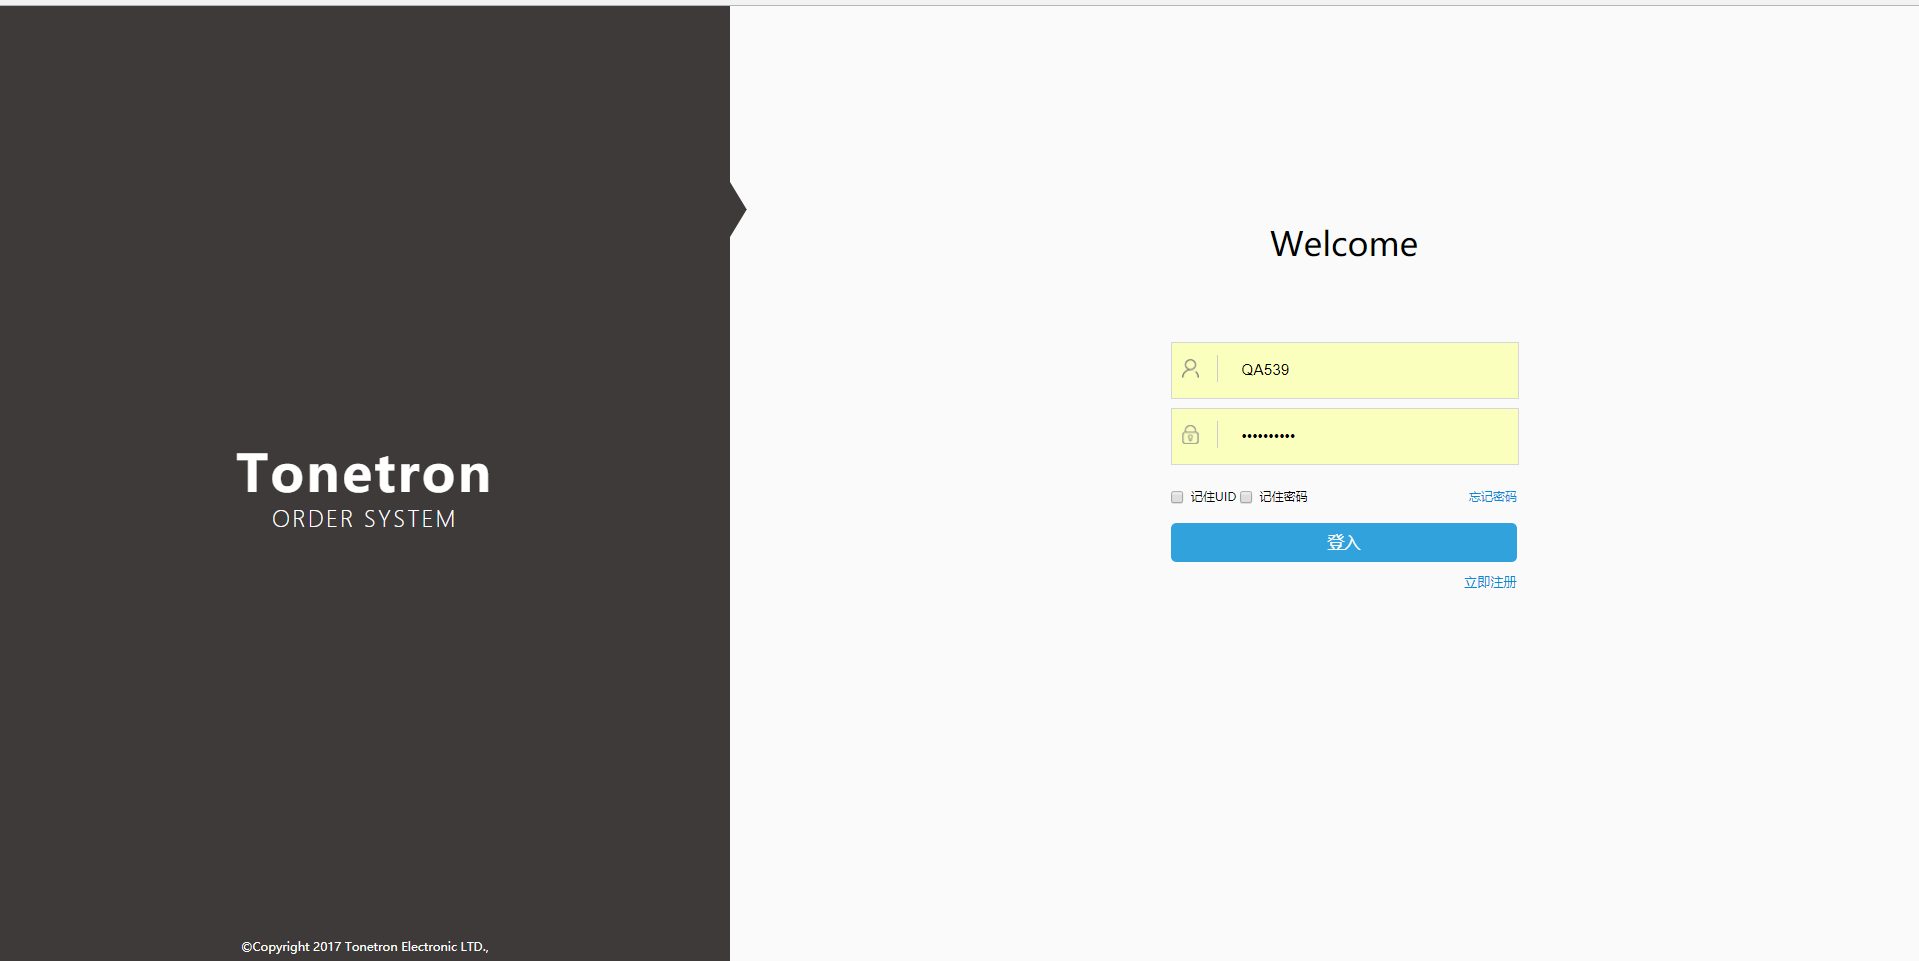 Tonetron
ORDER SYSTEM
©Copyright 2017 Tonetron Electronic LTD.,
Welcome
QA539
••••••••••
记住UID 记住密码 忘记密码
登入
立即注册